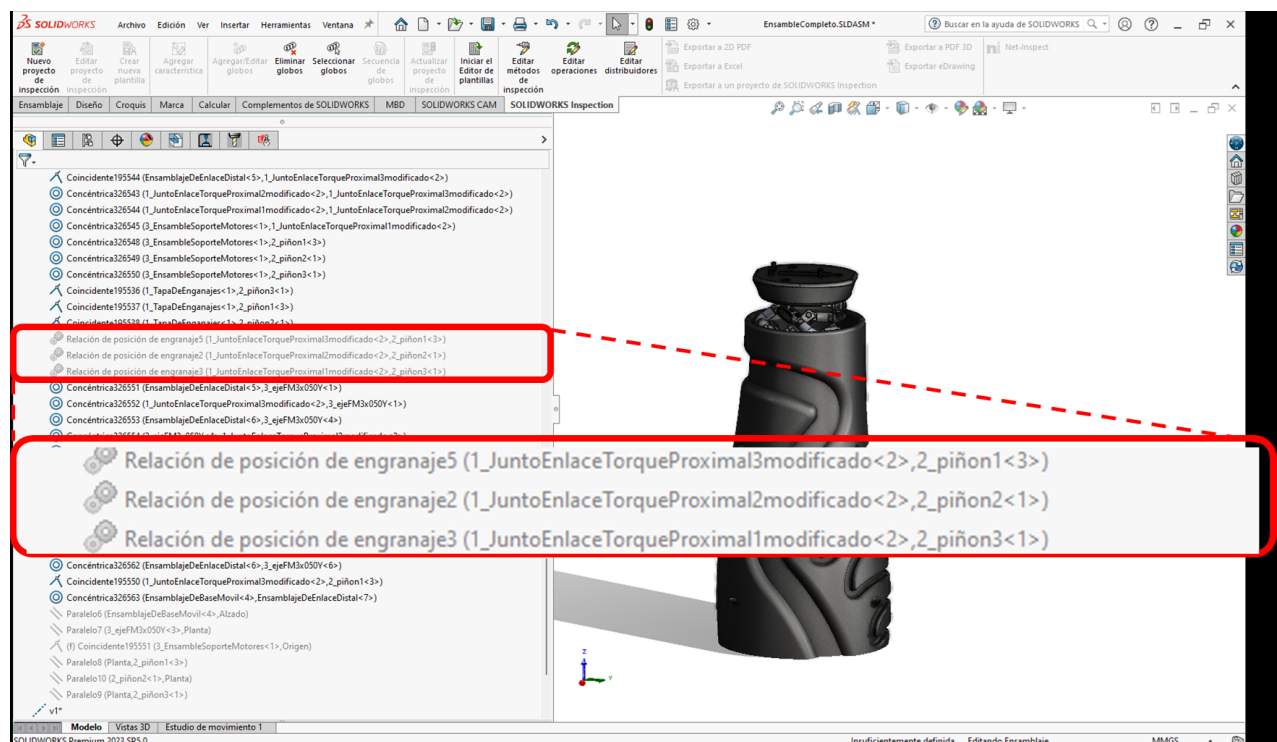 SOLIDWORKS Archivo Edición Ver Insertar Herramientas Ventana EnsambleCompleto.SLDASM * Buscar en la ayuda de SOLIDWORKS
Nuevo proyecto de inspección
Editar proyecto de inspección
Crear nueva plantilla
Agregar característica
Agregar/Editar globos
Eliminar globos
Seleccionar globos
Secuencia de globos
Actualizar proyecto de inspección
Iniciar el Editor de plantillas
Editar métodos de inspección
Editar operaciones
Editar distribuidores
Exportar a 2D PDF
Exportar a Excel
Exportar a un proyecto de SOLIDWORKS Inspection
Exportar a PDF 3D
Exportar eDrawing
Net-Inspect
Ensamblaje Diseño Croquis Marca Calcular Complementos de SOLIDWORKS MBD SOLIDWORKS CAM SOLIDWORKS Inspection
Coincidente195544 (EnsamblajeDeEnlaceDistal<5>,1_JuntoEnlaceTorqueProximal3modificado<2>)
Concéntrica326543 (1_JuntoEnlaceTorqueProximal2modificado<2>,1_JuntoEnlaceTorqueProximal3modificado<2>)
Concéntrica326544 (1_JuntoEnlaceTorqueProximal1modificado<2>,1_JuntoEnlaceTorqueProximal2modificado<2>)
Concéntrica326545 (3_EnsambleSoporteMotores<1>,1_JuntoEnlaceTorqueProximal1modificado<2>)
Concéntrica326548 (3_EnsambleSoporteMotores<1>,2_piñon1<3>)
Concéntrica326549 (3_EnsambleSoporteMotores<1>,2_piñon2<1>)
Concéntrica326550 (3_EnsambleSoporteMotores<1>,2_piñon3<1>)
Coincidente195536 (1_TapaDeEnganajes<1>,2_piñon3<1>)
Coincidente195537 (1_TapaDeEnganajes<1>,2_piñon1<3>)
Coincidente195538 (1_TapaDeEnganajes<1>,2_piñon2<1>)
Relación de posición de engranaje5 (1_JuntoEnlaceTorqueProximal3modificado<2>,2_piñon1<3>)
Relación de posición de engranaje2 (1_JuntoEnlaceTorqueProximal2modificado<2>,2_piñon2<1>)
Relación de posición de engranaje3 (1_JuntoEnlaceTorqueProximal1modificado<2>,2_piñon3<1>)
Concéntrica326551 (EnsamblajeDeEnlaceDistal<5>,3_ejeFM3x050Y<1>)
Concéntrica326552 (1_JuntoEnlaceTorqueProximal3modificado<2>,3_ejeFM3x050Y<1>)
Concéntrica326553 (EnsamblajeDeEnlaceDistal<6>,3_ejeFM3x050Y<4>)
Relación de posición de engranaje5 (1_JuntoEnlaceTorqueProximal3modificado<2>,2_piñon1<3>)
Relación de posición de engranaje2 (1_JuntoEnlaceTorqueProximal2modificado<2>,2_piñon2<1>)
Relación de posición de engranaje3 (1_JuntoEnlaceTorqueProximal1modificado<2>,2_piñon3<1>)
Concéntrica326562 (EnsamblajeDeEnlaceDistal<6>,3_ejeFM3x050Y<6>)
Coincidente195550 (1_JuntoEnlaceTorqueProximal3modificado<2>,2_piñon1<3>)
Concéntrica326563 (EnsamblajeDeBaseMovil<4>,EnsamblajeDeEnlaceDistal<7>)
Paralelo6 (EnsamblajeDeBaseMovil<4>,Alzado)
Paralelo7 (3_ejeFM3x050Y<3>,Planta)
(f) Coincidente195551 (3_EnsambleSoporteMotores<1>,Origen)
Paralelo8 (Planta,2_piñon1<3>)
Paralelo10 (2_piñon2<1>,Planta)
Paralelo9 (Planta,2_piñon3<1>)
v1*
Z
Y
Modelo Vistas 3D Estudio de movimiento 1
SOLIDWORKS Premium 2023 SP5.0 Insuficientemente definida Editando Ensamblaje MMGS